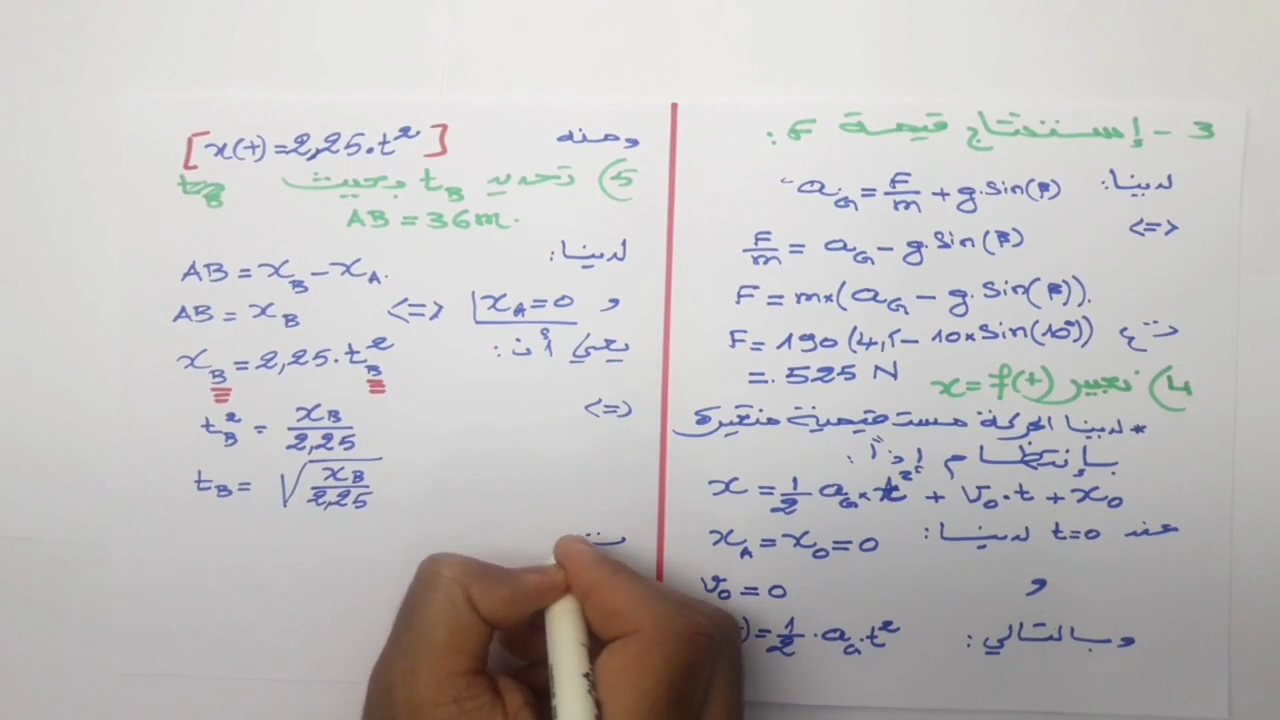 3 - إستنتاج قيمة F :
لدينا: a_G = F/m + g.sin(β)
<=>
F/m = a_G - g.sin(β)
F = m×(a_G - g.sin(β)).
ت ع F = 190 (4,5 - 10×sin(10°))
=. 525 N
4) تعبير x = f(t)
* لدينا الحركة مستقيمية متغيرة
بإنتظام إذاً :
x = 1/2 a_G × t² + V₀.t + x₀
عند t=0 لدينا : x_A = x₀ = 0
و V₀ = 0
وبالتالي : ) = 1/2 . a_G . t²
ومنه [x(t) = 2,25.t²]
5) تحديد t_B بحيث
AB = 36m.
لدينا:
AB = x_B - x_A.
و x_A = 0 <=> AB = x_B
يعني أن : x_B = 2,25.t_B²
<=>
t_B² = x_B/2,25
t_B = √(x_B/2,25)